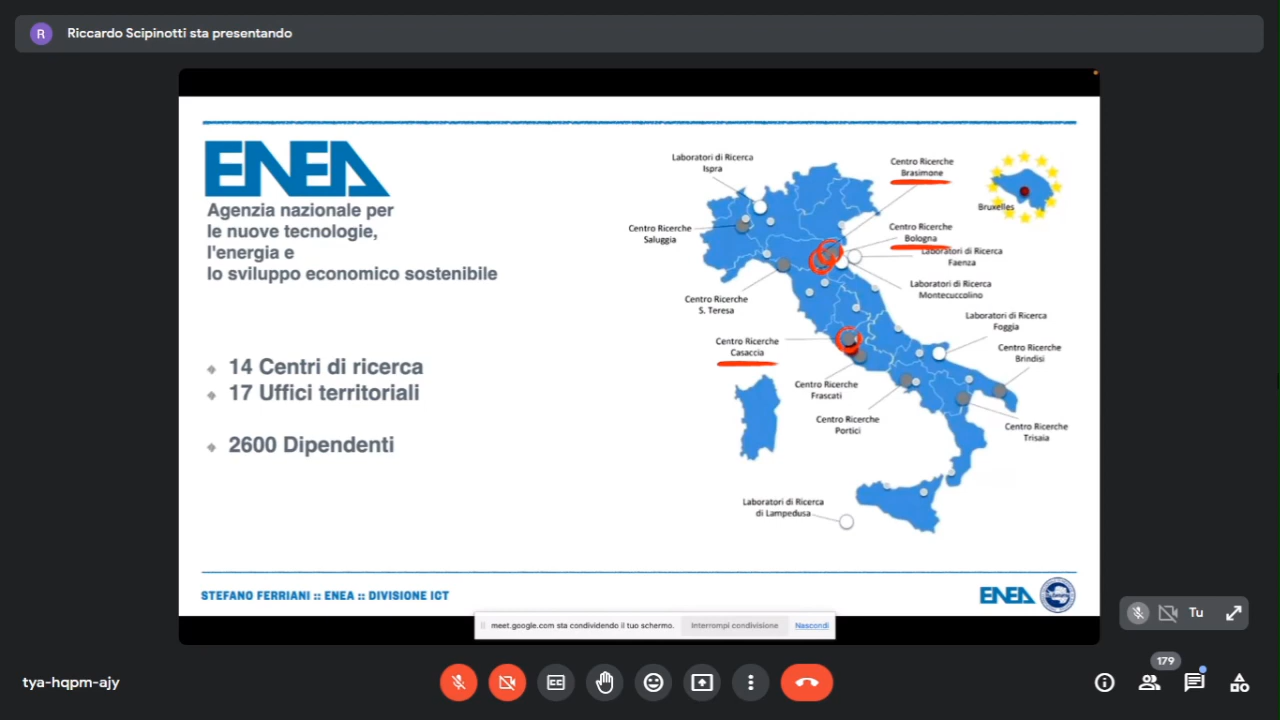 R
Riccardo Scipinotti sta presentando
ENEA
Agenzia nazionale per
le nuove tecnologie,
l'energia e
lo sviluppo economico sostenibile
14 Centri di ricerca
17 Uffici territoriali
2600 Dipendenti
Laboratori di Ricerca
Ispra
Centro Ricerche
Brasimone
Bruxelles
Centro Ricerche
Saluggia
Centro Ricerche
Bologna
Laboratori di Ricerca
Faenza
Laboratori di Ricerca
Montecuccolino
Centro Ricerche
S. Teresa
Laboratori di Ricerca
Foggia
Centro Ricerche
Casaccia
Centro Ricerche
Brindisi
Centro Ricerche
Frascati
Centro Ricerche
Portici
Centro Ricerche
Trisaia
Laboratori di Ricerca
di Lampedusa
STEFANO FERRIANI :: ENEA :: DIVISIONE ICT
ENEA
meet.google.com sta condividendo il tuo schermo.
Interrompi condivisione
Nascondi
Tu
tya-hqpm-ajy
179